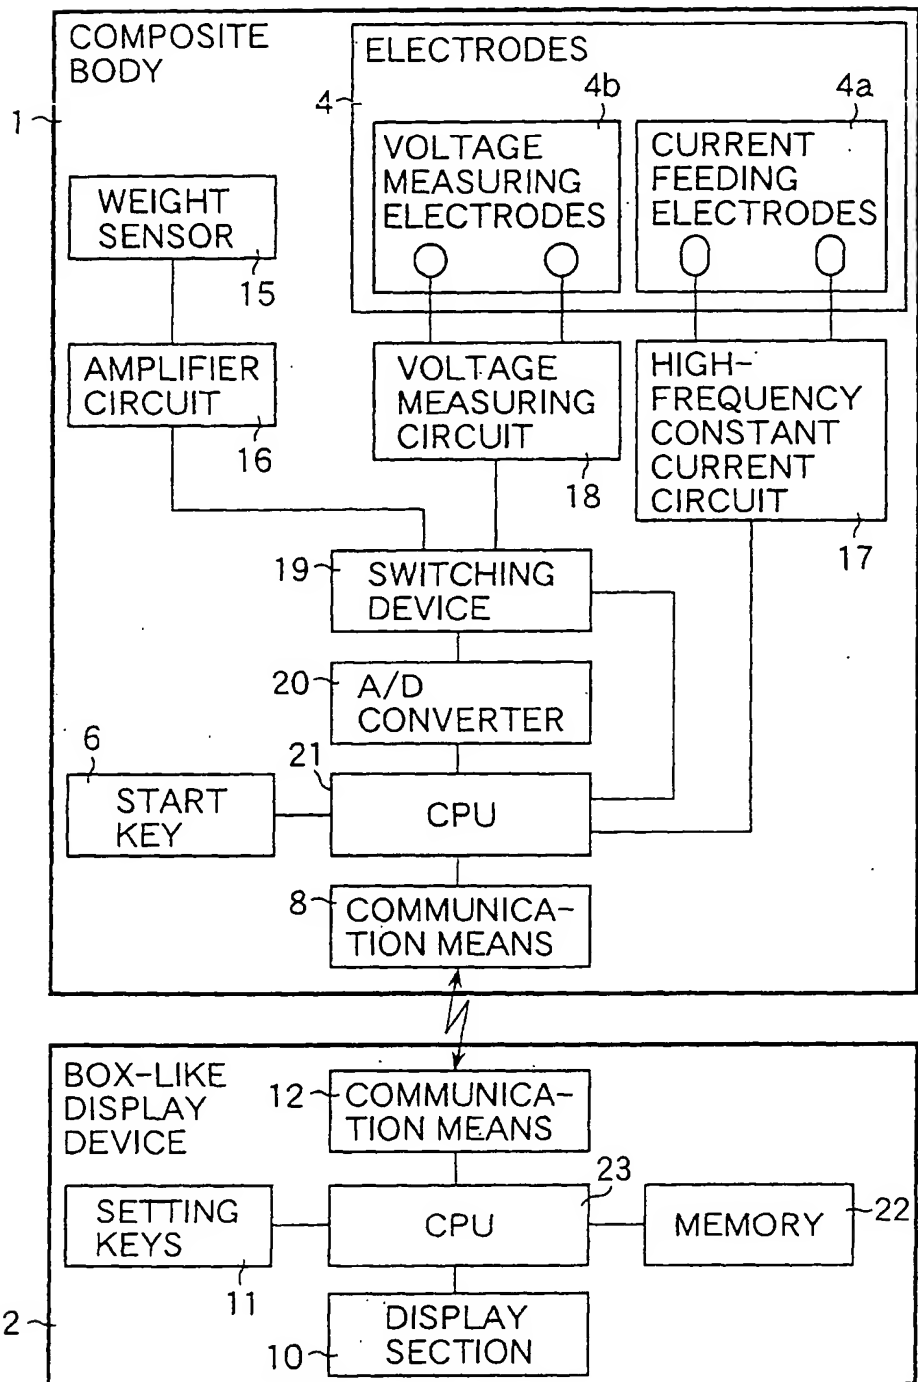 COMPOSITE
BODY
1
ELECTRODES
4
4b
4a
VOLTAGE
MEASURING
ELECTRODES
CURRENT
FEEDING
ELECTRODES
WEIGHT
SENSOR
15
AMPLIFIER
CIRCUIT
16
VOLTAGE
MEASURING
CIRCUIT
18
HIGH-
FREQUENCY
CONSTANT
CURRENT
CIRCUIT
17
19
SWITCHING
DEVICE
20
A/D
CONVERTER
6
START
KEY
21
CPU
8
COMMUNICA-
TION MEANS
BOX-LIKE
DISPLAY
DEVICE
12
COMMUNICA-
TION MEANS
SETTING
KEYS
11
CPU
23
MEMORY
22
2
DISPLAY
SECTION
10